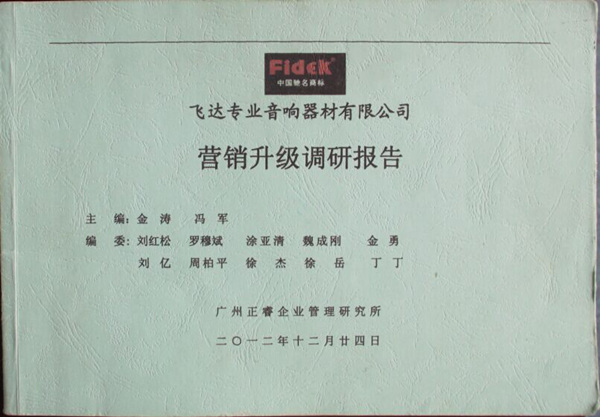 Fidek®
中国驰名商标
飞达专业音响器材有限公司
营销升级调研报告
主 编：金 涛 冯 军
编 委：刘红松 罗穆斌 涂亚清 魏成刚 金 勇
刘 亿 周柏平 徐 杰 徐 岳 丁 丁
广州正睿企业管理研究所
二〇一二年十二月廿四日